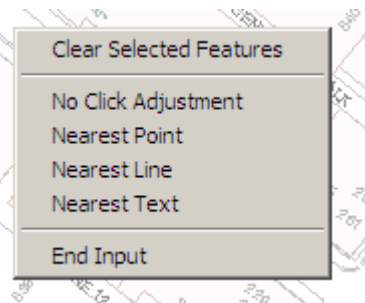 Clear Selected Features
No Click Adjustment
Nearest Point
Nearest Line
Nearest Text
End Input